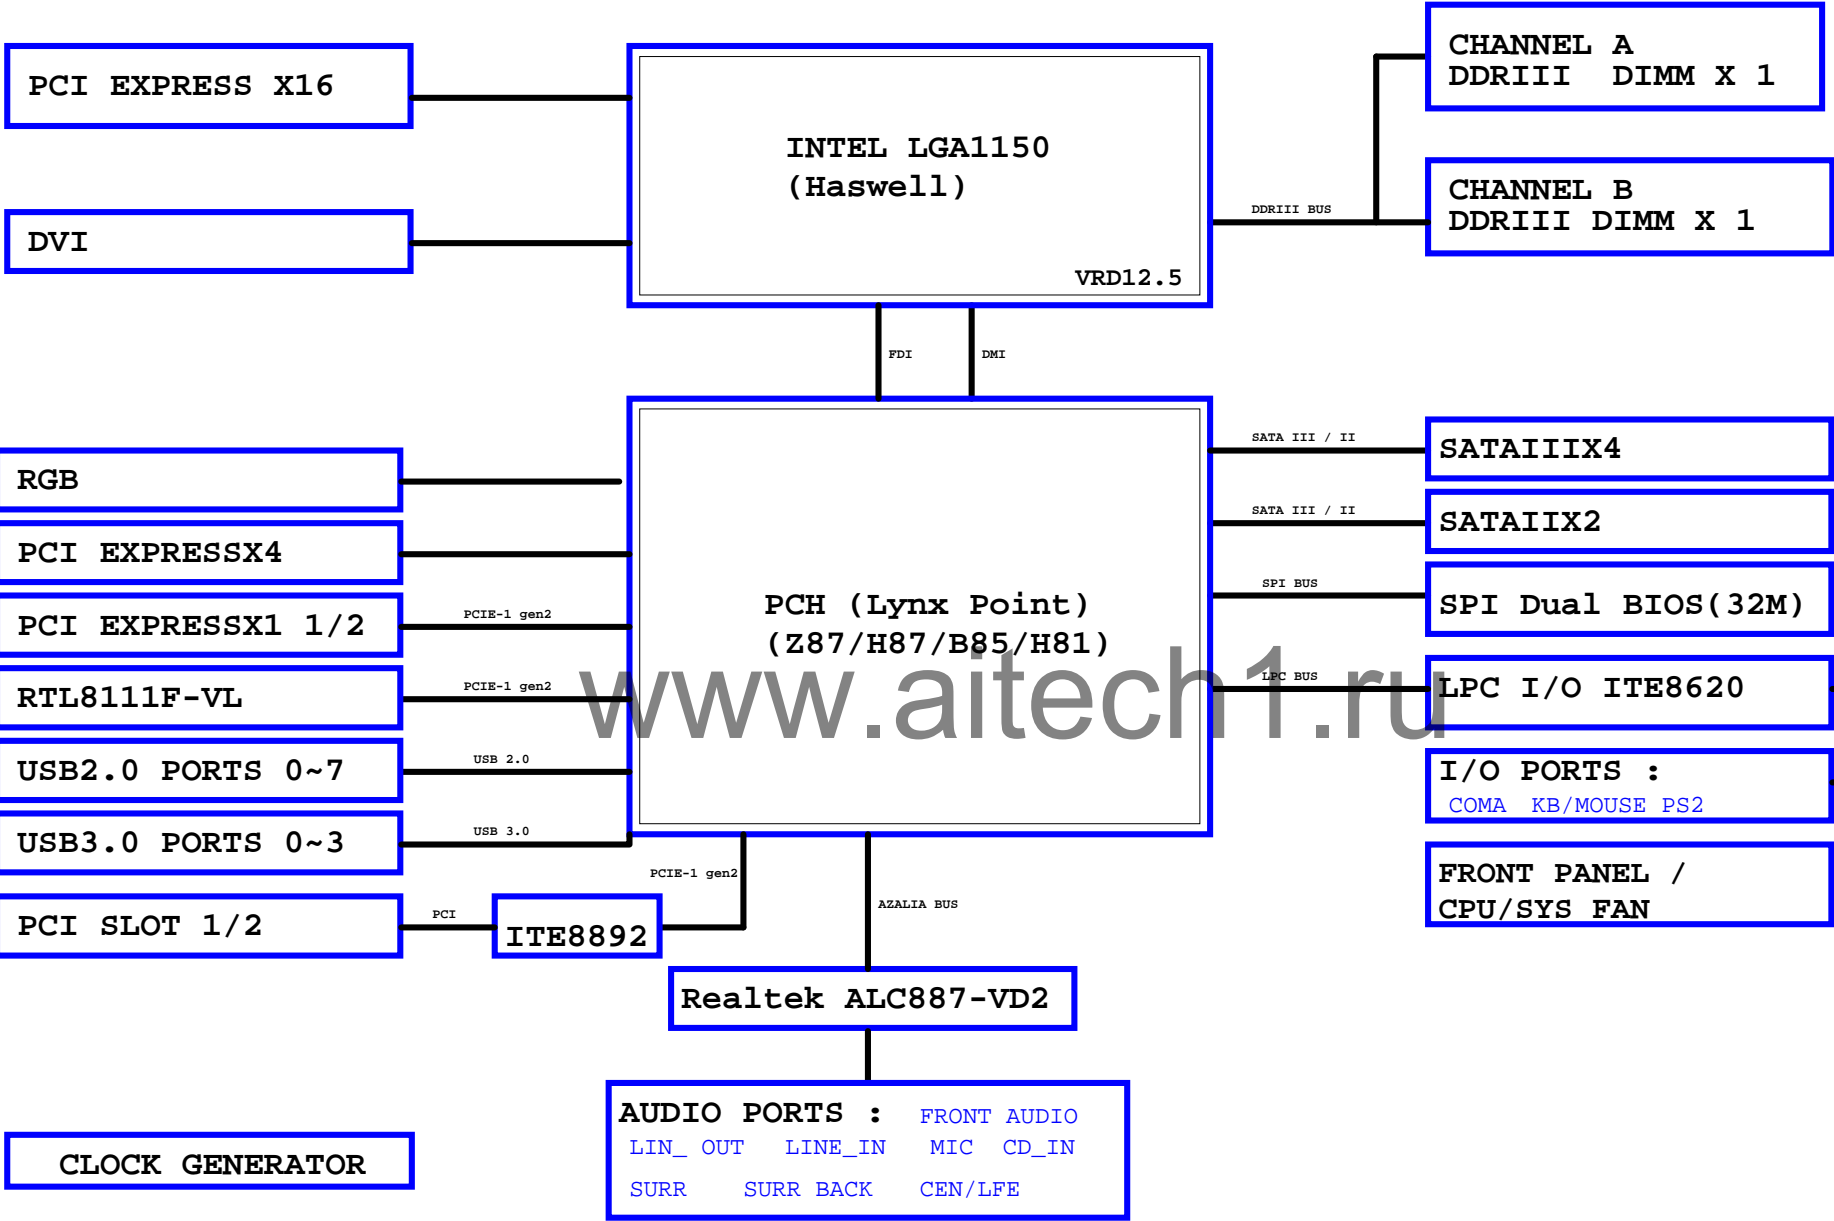 PCI EXPRESS X16
DVI
INTEL LGA1150
(Haswell)
VRD12.5
DDRIII BUS
CHANNEL A
DDRIII DIMM X 1
CHANNEL B
DDRIII DIMM X 1
FDI
DMI
RGB
PCI EXPRESSX4
PCI EXPRESSX1 1/2
PCIE-1 gen2
RTL8111F-VL
PCIE-1 gen2
USB2.0 PORTS 0~7
USB 2.0
USB3.0 PORTS 0~3
USB 3.0
PCI SLOT 1/2
PCI
ITE8892
PCIE-1 gen2
PCH (Lynx Point)
(Z87/H87/B85/H81)
www.aitech1.ru
SATA III / II
SATAIIIX4
SATA III / II
SATAIIX2
SPI BUS
SPI Dual BIOS(32M)
LPC BUS
LPC I/O ITE8620
I/O PORTS :
COMA KB/MOUSE PS2
FRONT PANEL /
CPU/SYS FAN
AZALIA BUS
Realtek ALC887-VD2
AUDIO PORTS : FRONT AUDIO
LIN_ OUT LINE_IN MIC CD_IN
SURR SURR BACK CEN/LFE
CLOCK GENERATOR